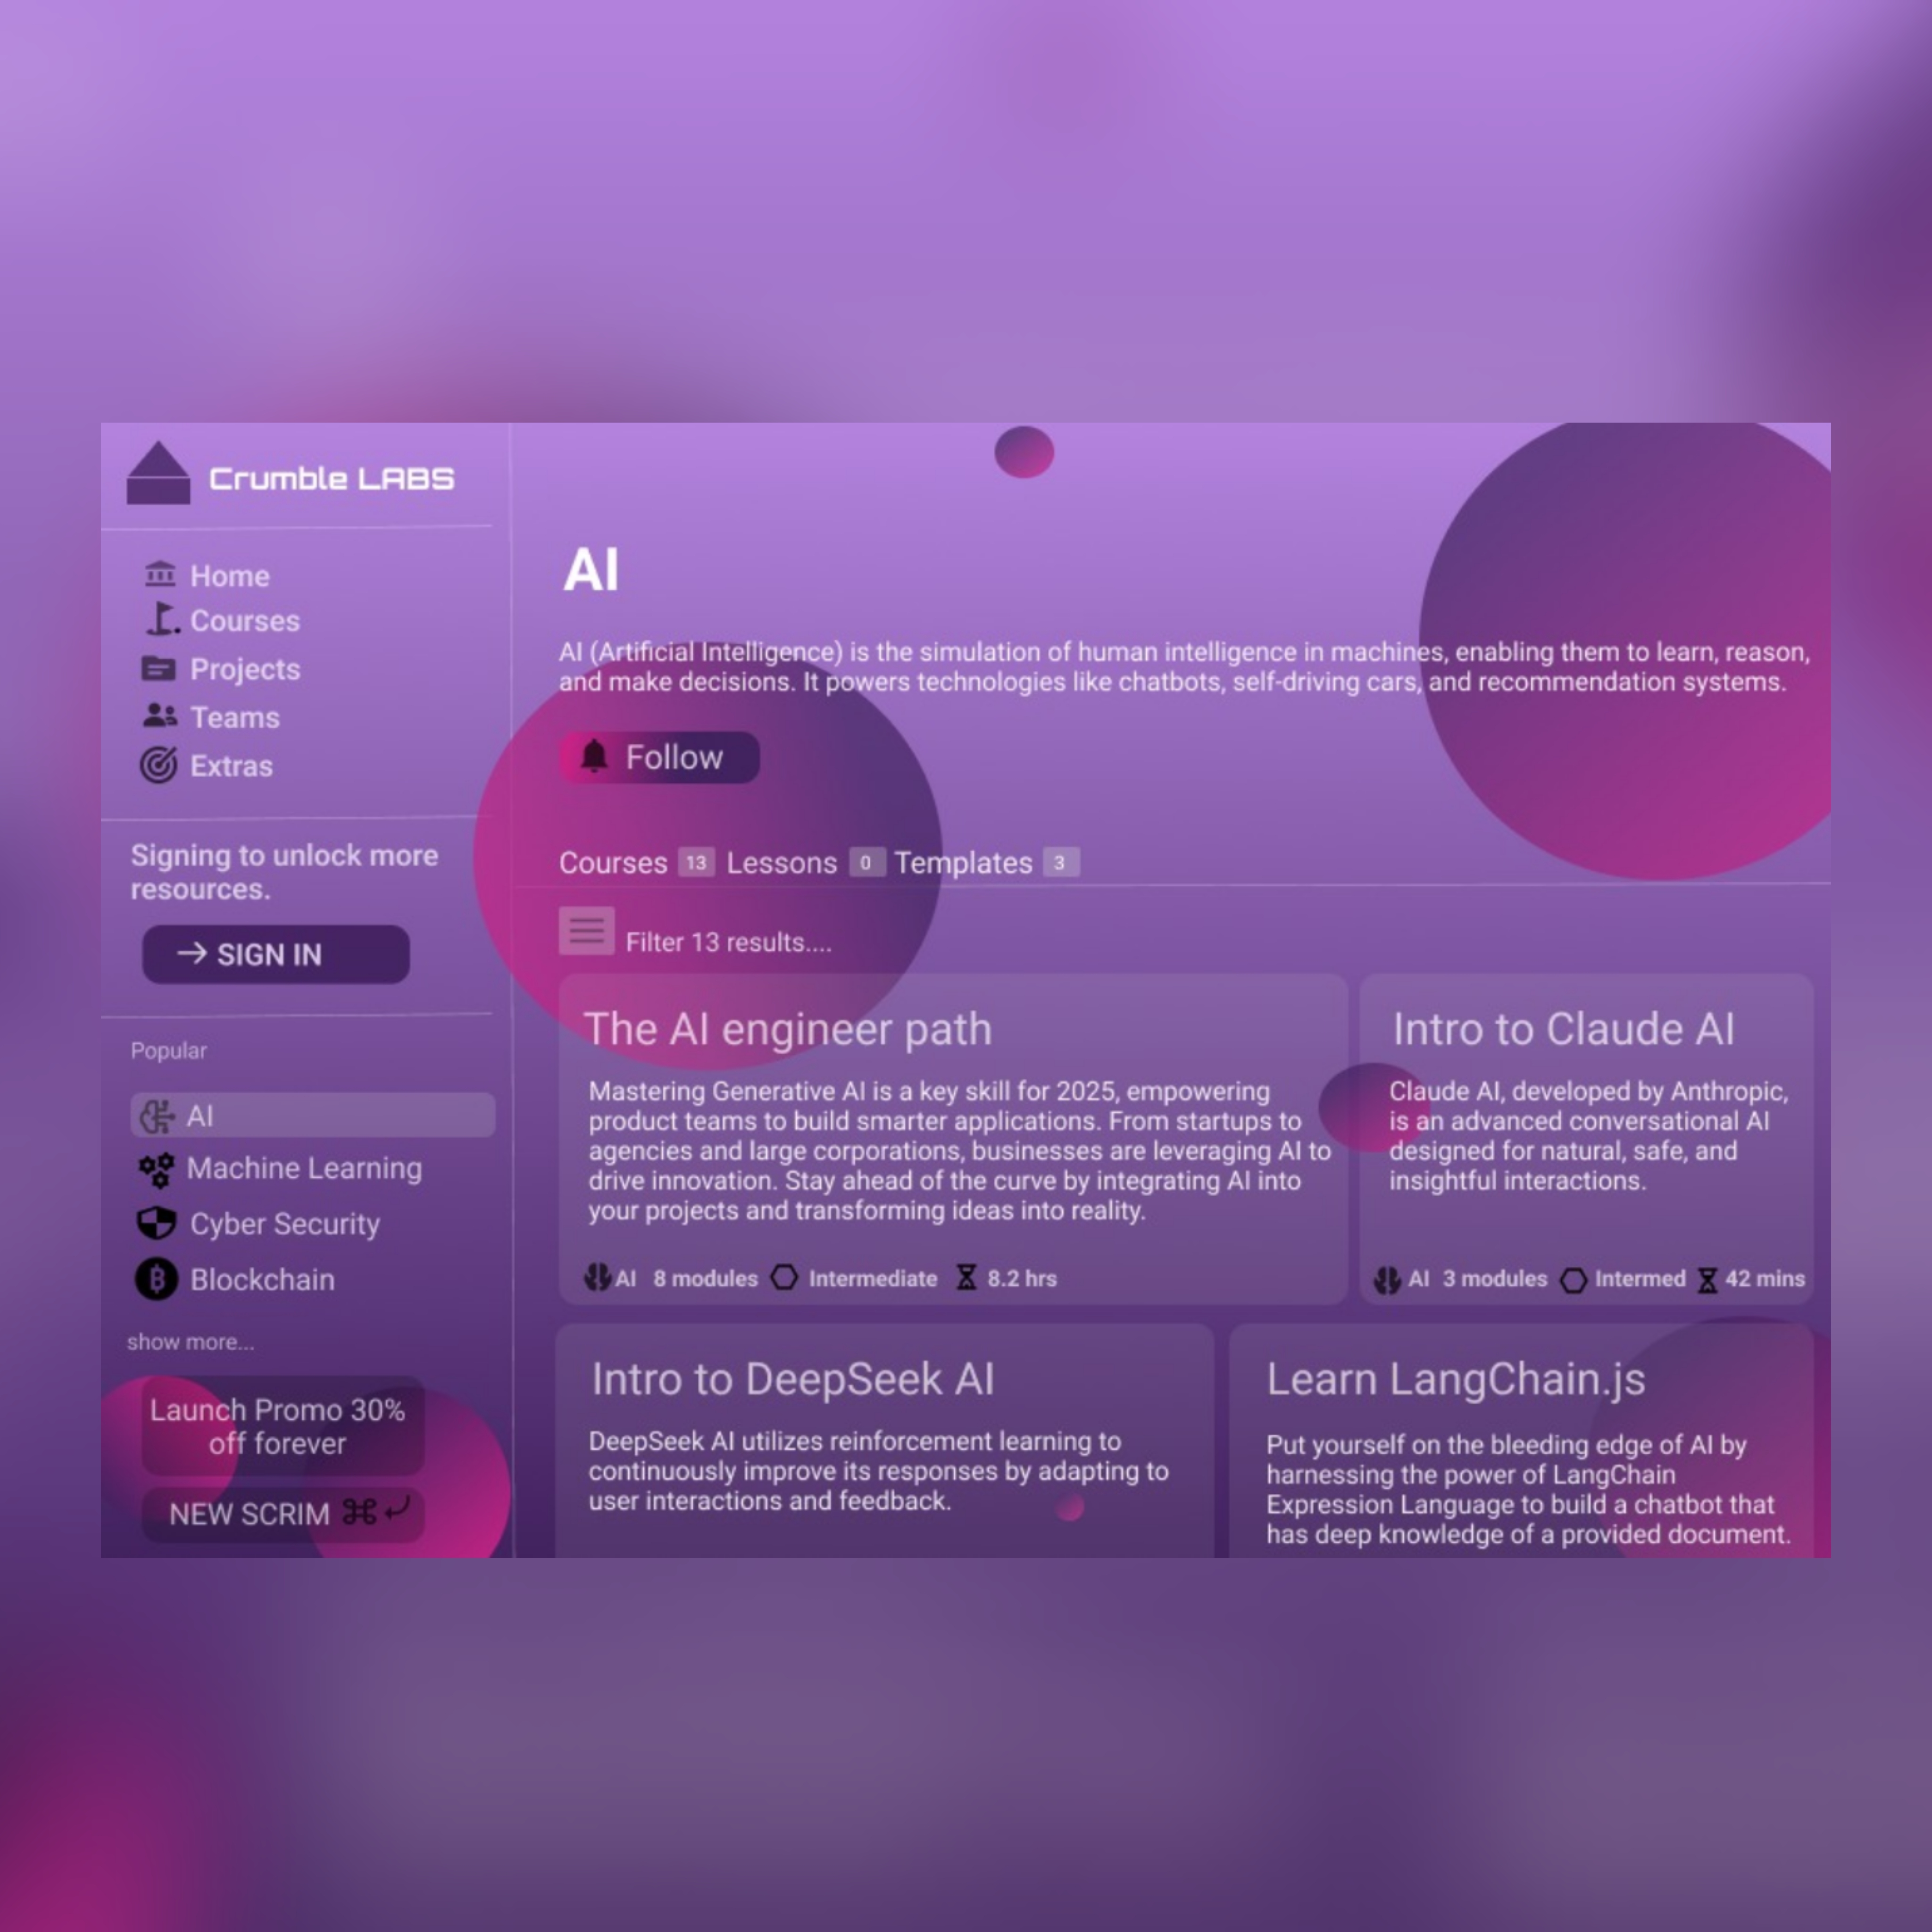 Crumble LABS
Home
Courses
Projects
Teams
Extras
Signing to unlock more
resources.
→ SIGN IN
Popular
AI
Machine Learning
Cyber Security
Blockchain
show more...
Launch Promo 30%
off forever
NEW SCRIM ⌘
AI
AI (Artificial Intelligence) is the simulation of human intelligence in machines, enabling them to learn, reason,
and make decisions. It powers technologies like chatbots, self-driving cars, and recommendation systems.
Follow
Courses 13 Lessons 0 Templates 3
Filter 13 results....
The AI engineer path
Mastering Generative AI is a key skill for 2025, empowering
product teams to build smarter applications. From startups to
agencies and large corporations, businesses are leveraging AI to
drive innovation. Stay ahead of the curve by integrating AI into
your projects and transforming ideas into reality.
AI 8 modules Intermediate 8.2 hrs
Intro to Claude AI
Claude AI, developed by Anthropic,
is an advanced conversational AI
designed for natural, safe, and
insightful interactions.
AI 3 modules Intermed 42 mins
Intro to DeepSeek AI
DeepSeek AI utilizes reinforcement learning to
continuously improve its responses by adapting to
user interactions and feedback.
Learn LangChain.js
Put yourself on the bleeding edge of AI by
harnessing the power of LangChain
Expression Language to build a chatbot that
has deep knowledge of a provided document.